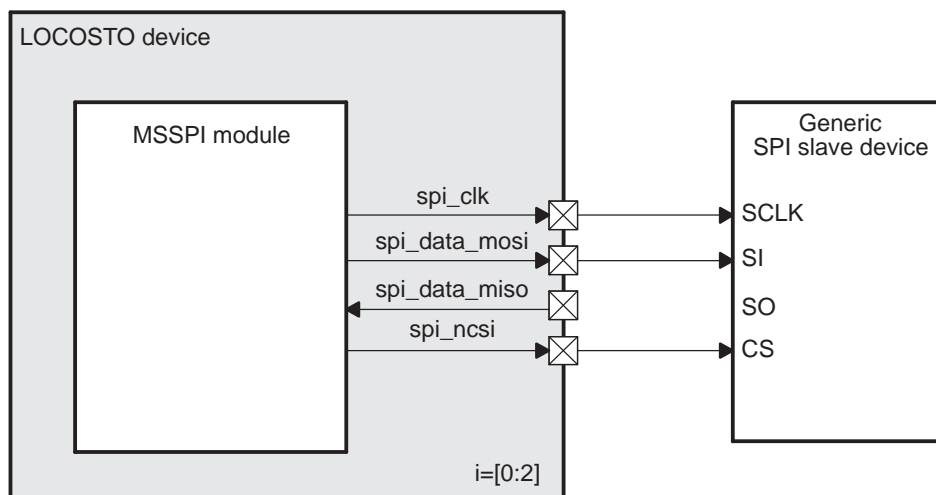 LOCOSTO device
MSSPI module
Generic
SPI slave device
spi_clk
SCLK
spi_data_mosi
SI
spi_data_miso
SO
spi_ncsi
CS
i=[0:2]